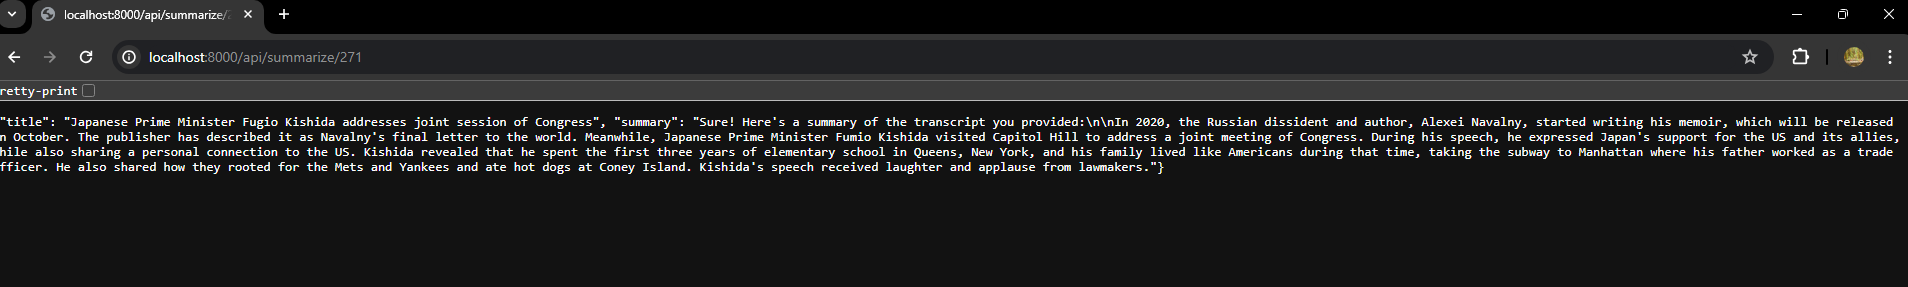 localhost:8000/api/summarize/2
localhost:8000/api/summarize/271
retty-print
"title": "Japanese Prime Minister Fugio Kishida addresses joint session of Congress", "summary": "Sure! Here's a summary of the transcript you provided:\n\nIn 2020, the Russian dissident and author, Alexei Navalny, started writing his memoir, which will be released
n October. The publisher has described it as Navalny's final letter to the world. Meanwhile, Japanese Prime Minister Fumio Kishida visited Capitol Hill to address a joint meeting of Congress. During his speech, he expressed Japan's support for the US and its allies,
hile also sharing a personal connection to the US. Kishida revealed that he spent the first three years of elementary school in Queens, New York, and his family lived like Americans during that time, taking the subway to Manhattan where his father worked as a trade
fficer. He also shared how they rooted for the Mets and Yankees and ate hot dogs at Coney Island. Kishida's speech received laughter and applause from lawmakers."}